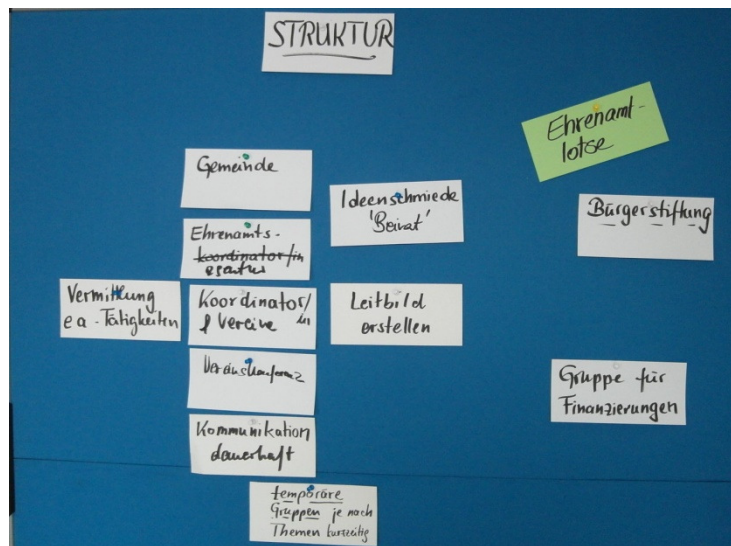 STRUKTUR
Ehrenamt-
lotse
Gemeinde
Ideenschmiede
'Beirat'
Bürgerstiftung
Ehrenamts-
koordinator/in
Vermittlung
ea-Tätigkeiten
Koordinator/
in
f Vereine
Leitbild
erstellen
Vereinskonferenz
Gruppe für
Finanzierungen
Kommunikation
dauerhaft
temporäre
Gruppen je nach
Themen kurzzeitig